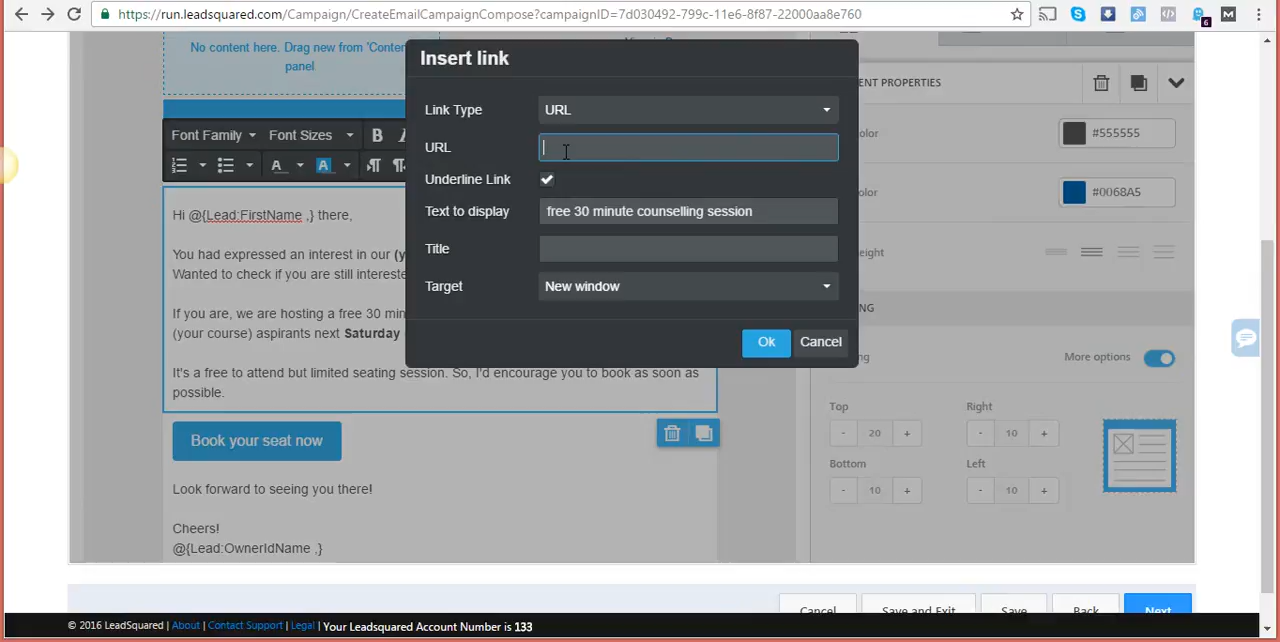 https://run.leadsquared.com/Campaign/CreateEmailCampaignCompose?campaignID=7d030492-799c-11e6-8f87-22000aa8e760
6
No content here. Drag new from 'Conten
panel
Insert link
Link Type
URL
URL
Underline Link
Text to display
free 30 minute counselling session
Title
Target
New window
Ok
Cancel
ENT PROPERTIES
olor
#555555
olor
#0068A5
eight
NG
ng
More options
Top
Right
- 20 +
- 10 +
Bottom
Left
- 10 +
- 10 +
Font Family
Font Sizes
B
A
A
Hi @{Lead:FirstName ,} there,
You had expressed an interest in our (y
Wanted to check if you are still intereste
If you are, we are hosting a free 30 min
(your course) aspirants next Saturday
It's a free to attend but limited seating session. So, I'd encourage you to book as soon as
possible.
Book your seat now
Look forward to seeing you there!
Cheers!
@{Lead:OwnerIdName ,}
Cancel
Save and Exit
Save
Back
Next
© 2016 LeadSquared | About | Contact Support | Legal | Your Leadsquared Account Number is 133